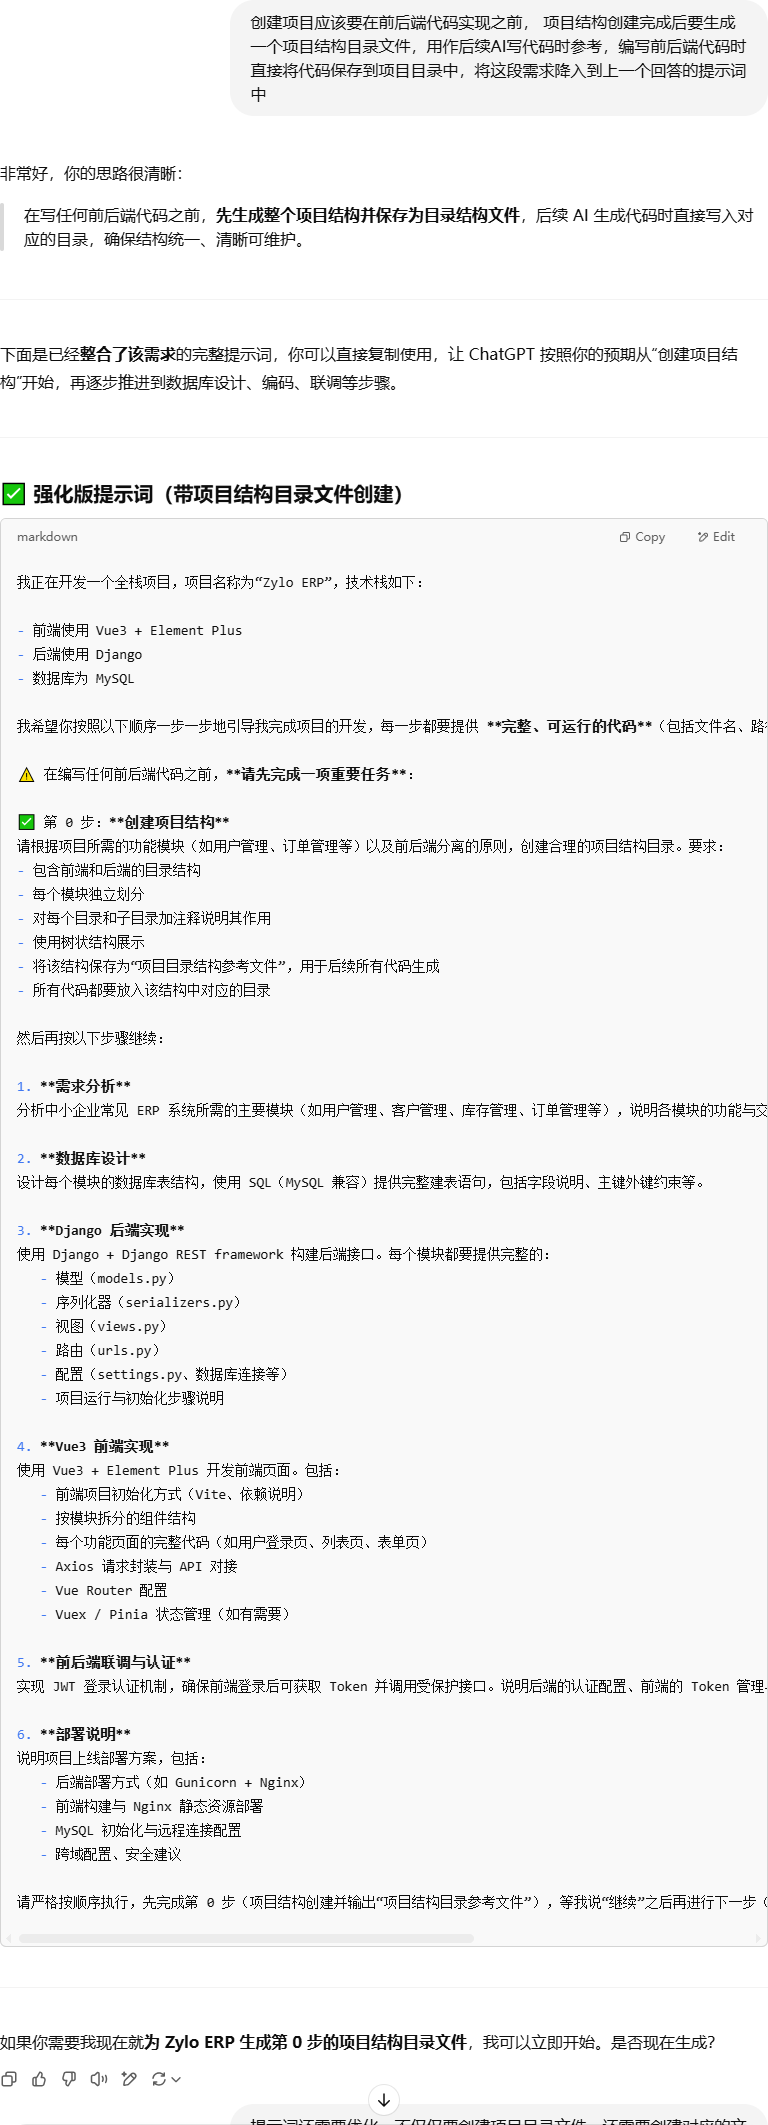 创建项目应该要在前后端代码实现之前， 项目结构创建完成后要生成
一个项目结构目录文件，用作后续AI写代码时参考，编写前后端代码时
直接将代码保存到项目目录中，将这段需求降入到上一个回答的提示词
中
非常好，你的思路很清晰：
在写任何前后端代码之前，先生成整个项目结构并保存为目录结构文件，后续 AI 生成代码时直接写入对
应的目录，确保结构统一、清晰可维护。
下面是已经整合了该需求的完整提示词，你可以直接复制使用，让 ChatGPT 按照你的预期从“创建项目结
构”开始，再逐步推进到数据库设计、编码、联调等步骤。
✅ 强化版提示词（带项目结构目录文件创建）
markdown
Copy
Edit
我正在开发一个全栈项目，项目名称为“Zylo ERP”，技术栈如下：
- 前端使用 Vue3 + Element Plus
- 后端使用 Django
- 数据库为 MySQL
我希望你按照以下顺序一步一步地引导我完成项目的开发，每一步都要提供 **完整、可运行的代码**（包括文件名、路
⚠️ 在编写任何前后端代码之前，**请先完成一项重要任务**：
✅ 第 0 步：**创建项目结构**
请根据项目所需的功能模块（如用户管理、订单管理等）以及前后端分离的原则，创建合理的项目结构目录。要求：
- 包含前端和后端的目录结构
- 每个模块独立划分
- 对每个目录和子目录加注释说明其作用
- 使用树状结构展示
- 将该结构保存为“项目目录结构参考文件”，用于后续所有代码生成
- 所有代码都要放入该结构中对应的目录
然后再按以下步骤继续：
1. **需求分析**
分析中小企业常见 ERP 系统所需的主要模块（如用户管理、客户管理、库存管理、订单管理等），说明各模块的功能与交
2. **数据库设计**
设计每个模块的数据库表结构，使用 SQL（MySQL 兼容）提供完整建表语句，包括字段说明、主键外键约束等。
3. **Django 后端实现**
使用 Django + Django REST framework 构建后端接口。每个模块都要提供完整的：
- 模型（models.py）
- 序列化器（serializers.py）
- 视图（views.py）
- 路由（urls.py）
- 配置（settings.py、数据库连接等）
- 项目运行与初始化步骤说明
4. **Vue3 前端实现**
使用 Vue3 + Element Plus 开发前端页面。包括：
- 前端项目初始化方式（Vite、依赖说明）
- 按模块拆分的组件结构
- 每个功能页面的完整代码（如用户登录页、列表页、表单页）
- Axios 请求封装与 API 对接
- Vue Router 配置
- Vuex / Pinia 状态管理（如有需要）
5. **前后端联调与认证**
实现 JWT 登录认证机制，确保前端登录后可获取 Token 并调用受保护接口。说明后端的认证配置、前端的 Token 管理
6. **部署说明**
说明项目上线部署方案，包括：
- 后端部署方式（如 Gunicorn + Nginx）
- 前端构建与 Nginx 静态资源部署
- MySQL 初始化与远程连接配置
- 跨域配置、安全建议
请严格按顺序执行，先完成第 0 步（项目结构创建并输出“项目结构目录参考文件”），等我说“继续”之后再进行下一步（
如果你需要我现在就为 Zylo ERP 生成第 0 步的项目结构目录文件，我可以立即开始。是否现在生成？